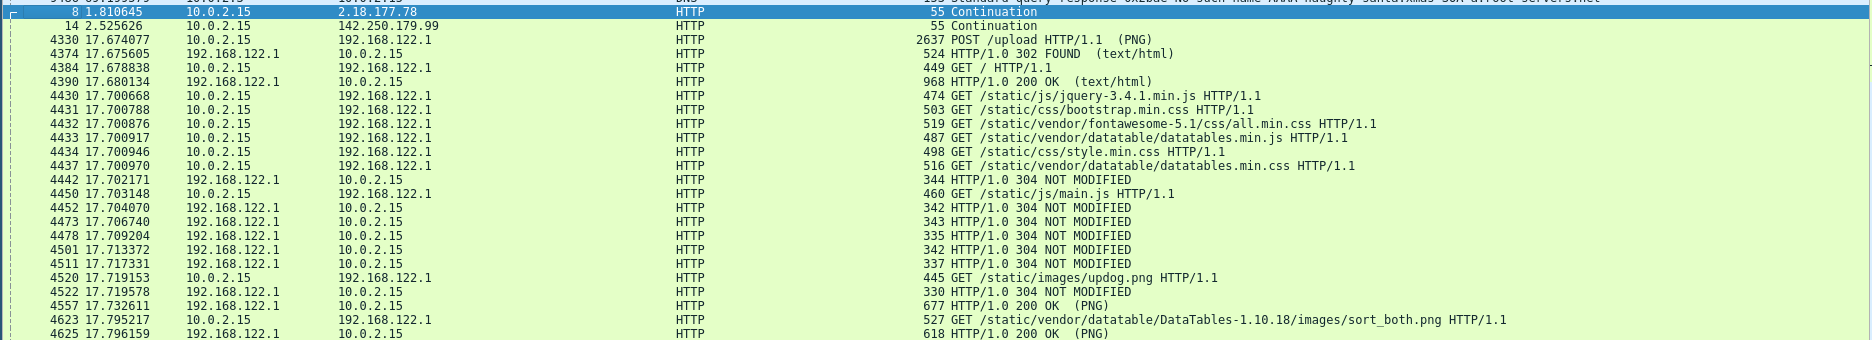 8 1.810645 10.0.2.15 2.18.177.78 HTTP 55 Continuation
14 2.525626 10.0.2.15 142.250.179.99 HTTP 55 Continuation
4330 17.674077 10.0.2.15 192.168.122.1 HTTP 2637 POST /upload HTTP/1.1  (PNG)
4374 17.675605 192.168.122.1 10.0.2.15 HTTP 524 HTTP/1.0 302 FOUND  (text/html)
4384 17.678838 10.0.2.15 192.168.122.1 HTTP 449 GET / HTTP/1.1
4390 17.680134 192.168.122.1 10.0.2.15 HTTP 968 HTTP/1.0 200 OK  (text/html)
4430 17.700668 10.0.2.15 192.168.122.1 HTTP 474 GET /static/js/jquery-3.4.1.min.js HTTP/1.1
4431 17.700788 10.0.2.15 192.168.122.1 HTTP 503 GET /static/css/bootstrap.min.css HTTP/1.1
4432 17.700876 10.0.2.15 192.168.122.1 HTTP 519 GET /static/vendor/fontawesome-5.1/css/all.min.css HTTP/1.1
4433 17.700917 10.0.2.15 192.168.122.1 HTTP 487 GET /static/vendor/datatable/datatables.min.js HTTP/1.1
4434 17.700946 10.0.2.15 192.168.122.1 HTTP 498 GET /static/css/style.min.css HTTP/1.1
4437 17.700970 10.0.2.15 192.168.122.1 HTTP 516 GET /static/vendor/datatable/datatables.min.css HTTP/1.1
4442 17.702171 192.168.122.1 10.0.2.15 HTTP 344 HTTP/1.0 304 NOT MODIFIED
4450 17.703148 10.0.2.15 192.168.122.1 HTTP 460 GET /static/js/main.js HTTP/1.1
4452 17.704070 192.168.122.1 10.0.2.15 HTTP 342 HTTP/1.0 304 NOT MODIFIED
4473 17.706740 192.168.122.1 10.0.2.15 HTTP 343 HTTP/1.0 304 NOT MODIFIED
4478 17.709204 192.168.122.1 10.0.2.15 HTTP 335 HTTP/1.0 304 NOT MODIFIED
4501 17.713372 192.168.122.1 10.0.2.15 HTTP 342 HTTP/1.0 304 NOT MODIFIED
4511 17.717331 192.168.122.1 10.0.2.15 HTTP 337 HTTP/1.0 304 NOT MODIFIED
4520 17.719153 10.0.2.15 192.168.122.1 HTTP 445 GET /static/images/updog.png HTTP/1.1
4522 17.719578 192.168.122.1 10.0.2.15 HTTP 330 HTTP/1.0 304 NOT MODIFIED
4557 17.732611 192.168.122.1 10.0.2.15 HTTP 677 HTTP/1.0 200 OK  (PNG)
4623 17.795217 10.0.2.15 192.168.122.1 HTTP 527 GET /static/vendor/datatable/DataTables-1.10.18/images/sort_both.png HTTP/1.1
4625 17.796159 192.168.122.1 10.0.2.15 HTTP 618 HTTP/1.0 200 OK  (PNG)